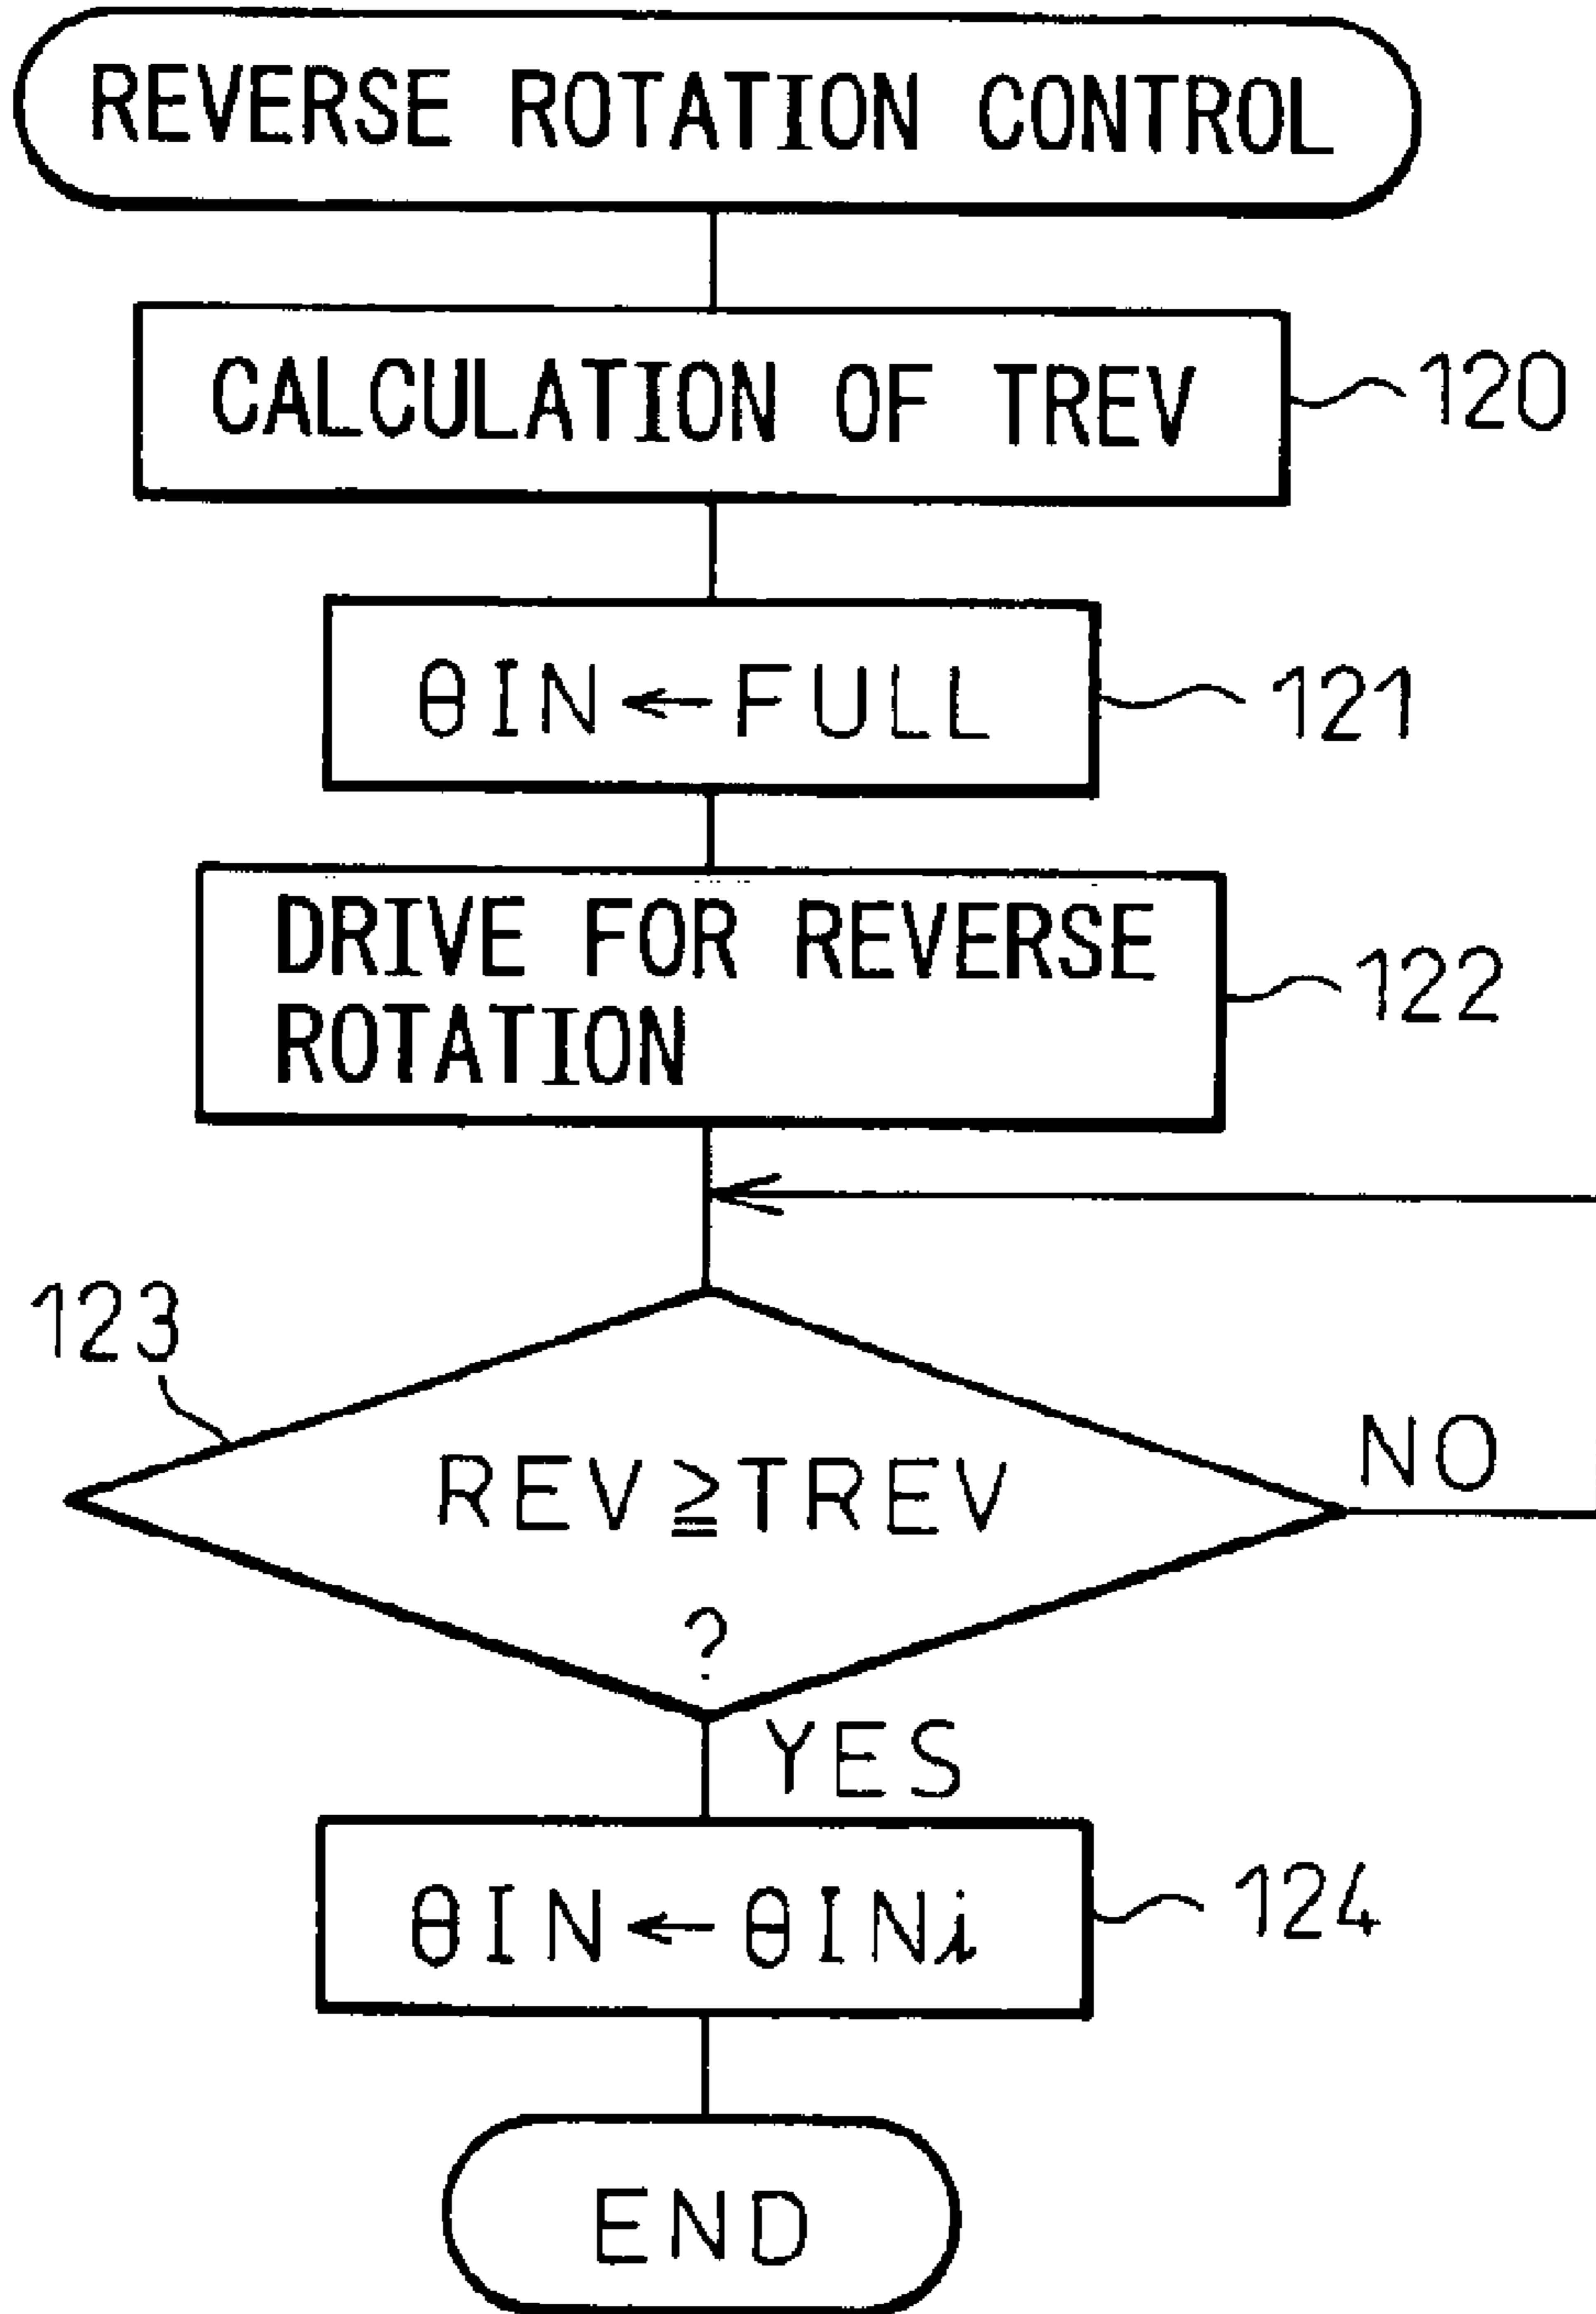 REVERSE ROTATION CONTROL
CALCULATION OF TREV
120
θIN←FULL
121
DRIVE FOR REVERSE
ROTATION
122
123
REV≧TREV
?
NO
YES
θIN←θINi
124
END